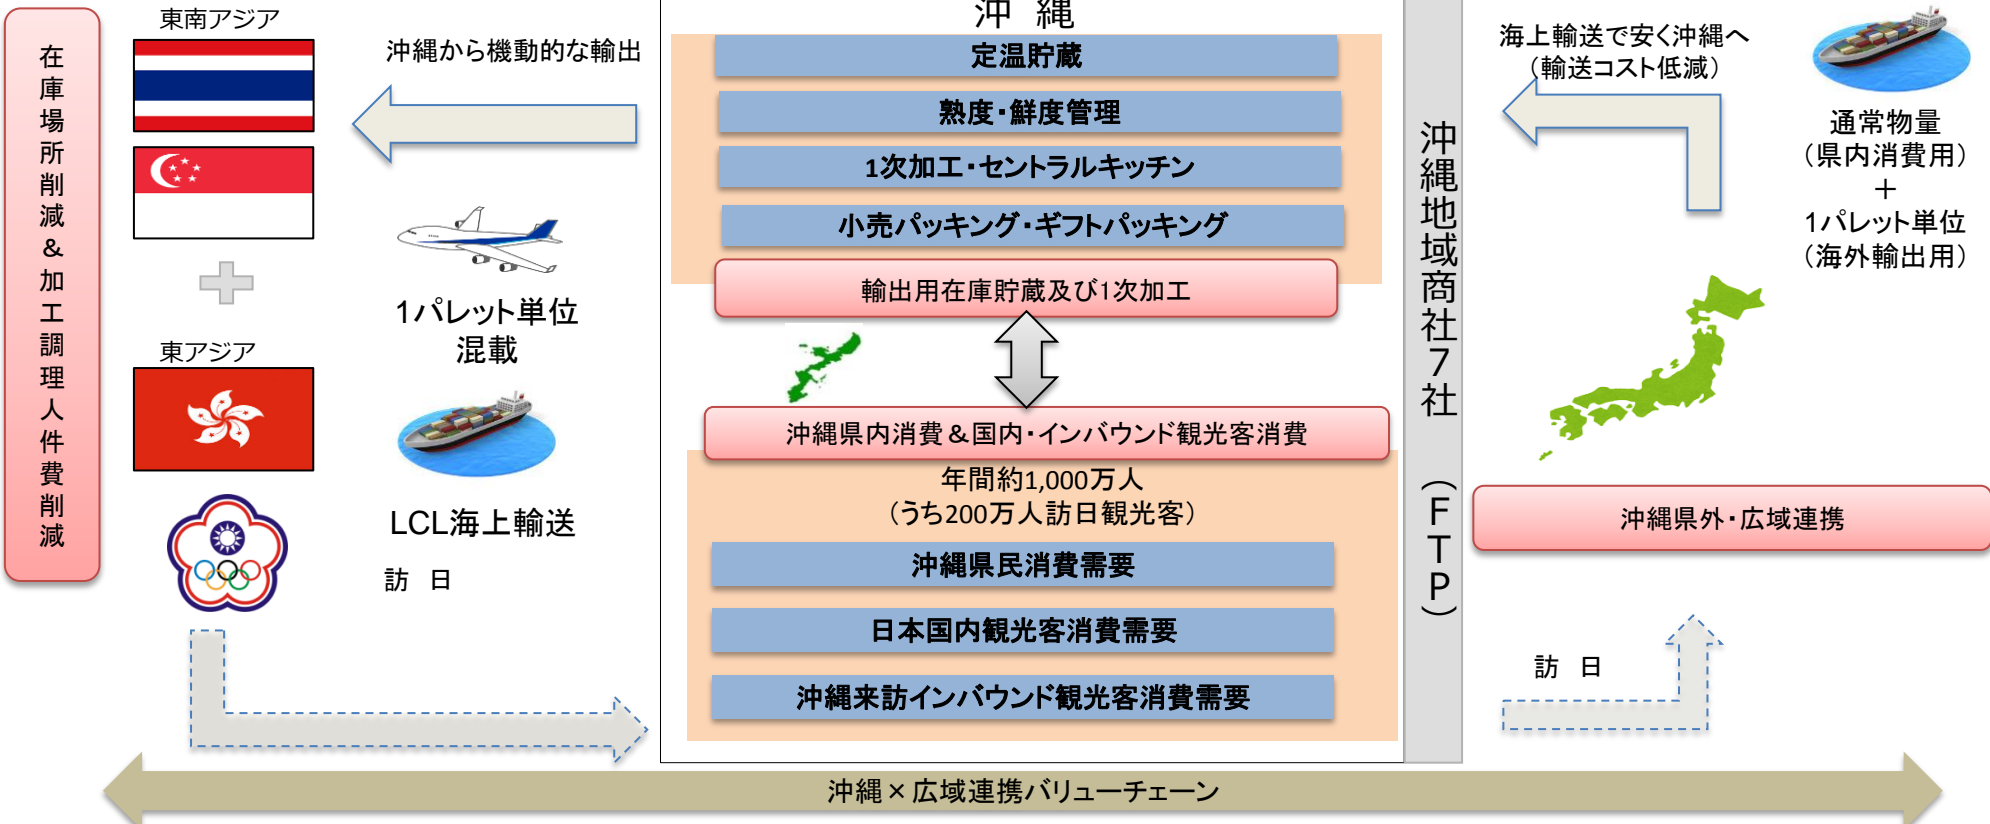 在庫場所削減&加工調理人件費削減
東南アジア
東アジア
沖縄から機動的な輸出
1パレット単位
混載
LCL海上輸送
訪　日
沖　縄
定温貯蔵
熟度・鮮度管理
1次加工・セントラルキッチン
小売パッキング・ギフトパッキング
輸出用在庫貯蔵及び1次加工
沖縄県内消費&国内・インバウンド観光客消費
年間約1,000万人
（うち200万人訪日観光客）
沖縄県民消費需要
日本国内観光客消費需要
沖縄来訪インバウンド観光客消費需要
沖縄地域商社7社　（FTP）
海上輸送で安く沖縄へ
（輸送コスト低減）
通常物量
（県内消費用）
＋
1パレット単位
（海外輸出用）
沖縄県外・広域連携
訪　日
沖縄×広域連携バリューチェーン